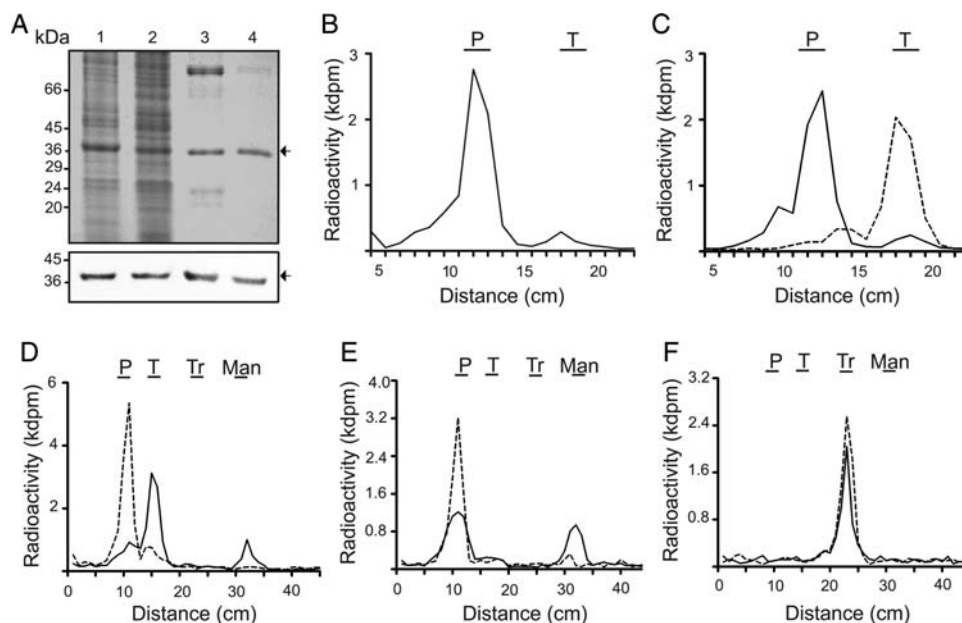 A
kDa 1 2 3 4
66
45
36
29
24
20
45
36
B
P T
3
2
1
Radioactivity (kdpm)
5 10 15 20
Distance (cm)
C
P T
3
2
1
Radioactivity (kdpm)
5 10 15 20
Distance (cm)
D
P T Tr Man
6
4
2
Radioactivity (kdpm)
0 10 20 30 40
Distance (cm)
E
P T Tr Man
4.0
3.2
2.4
1.6
0.8
Radioactivity (kdpm)
0 10 20 30 40
Distance (cm)
F
P T Tr Man
3.2
2.4
1.6
0.8
Radioactivity (kdpm)
0 10 20 30 40
Distance (cm)